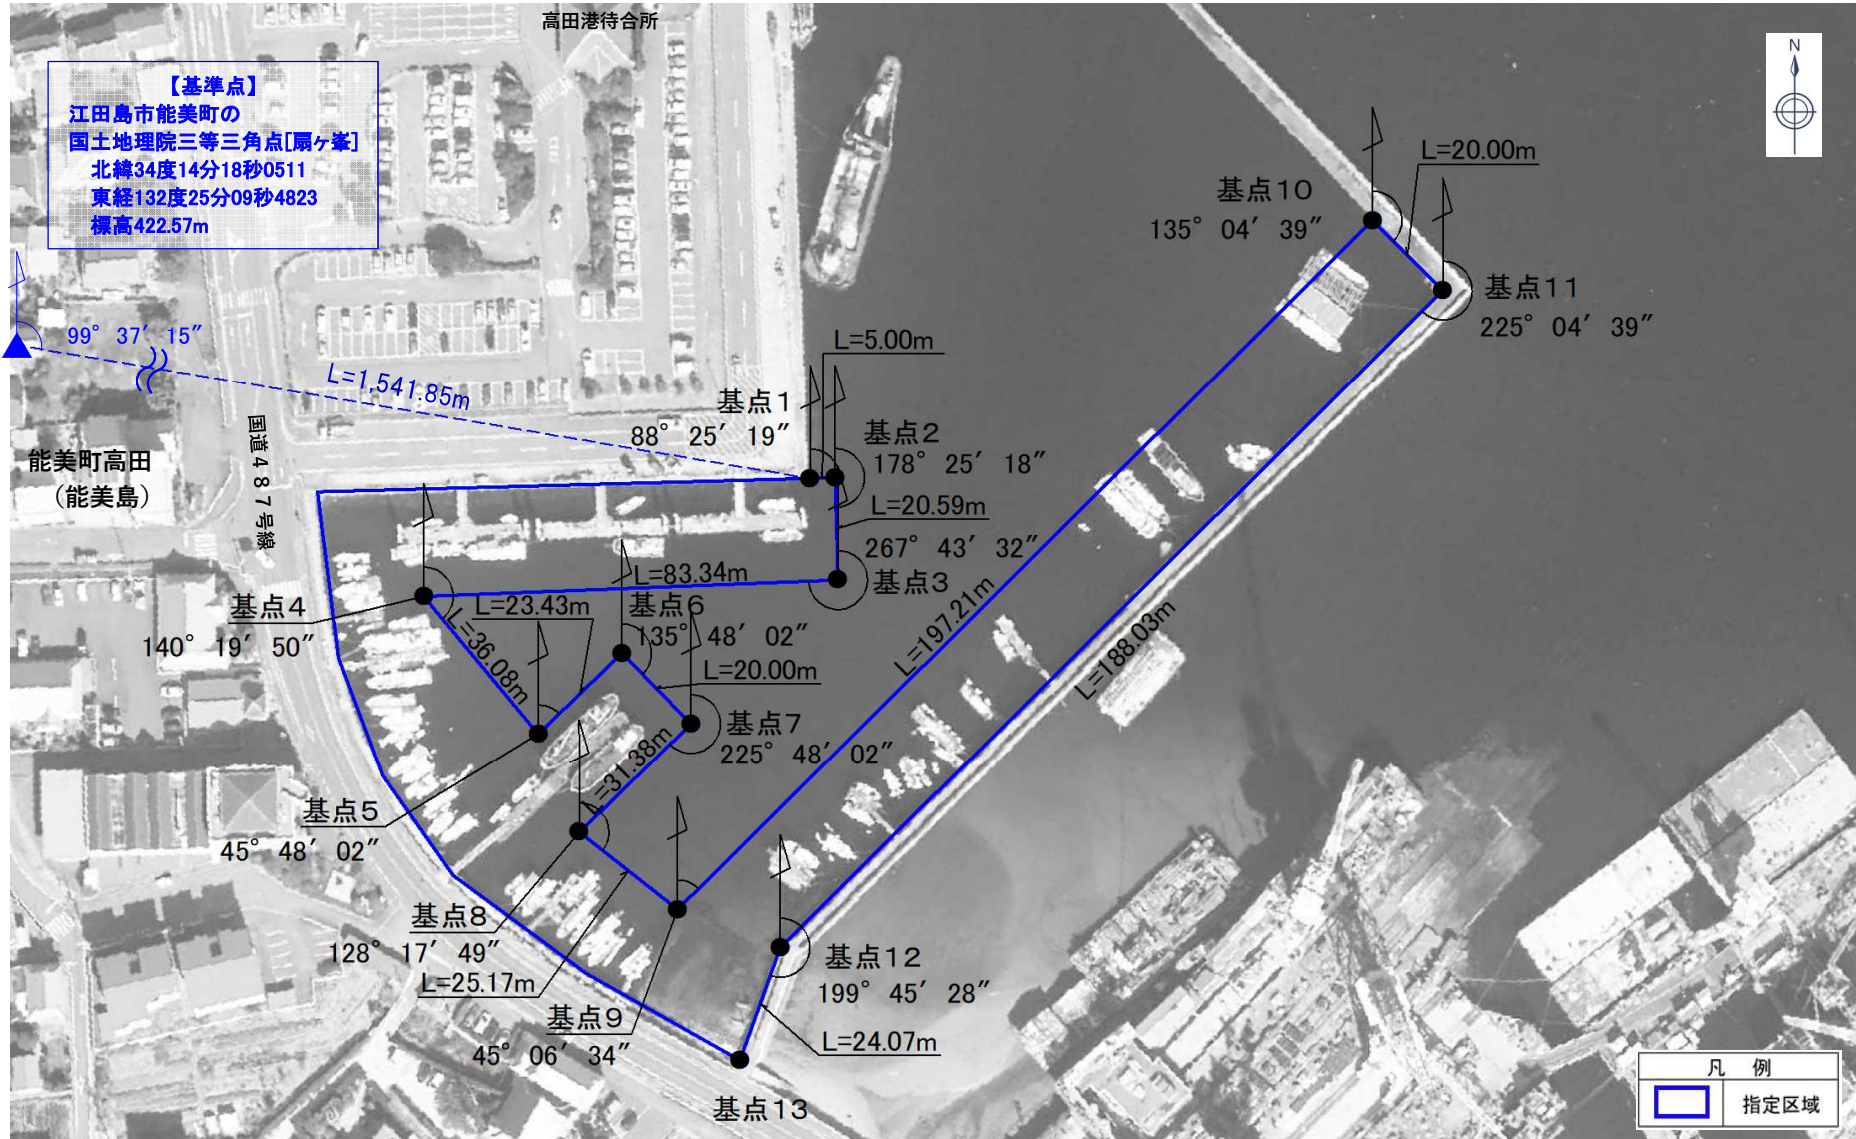 高田港待合所
【基準点】
江田島市能美町の
国土地理院三等三角点[扇ヶ峯]
北緯34度14分18秒0511
東経132度25分09秒4823
標高422.57m
N
L=20.00m
基点10
135° 04′ 39″
基点11
225° 04′ 39″
99° 37′ 15″
L=1,541.85m
L=5.00m
基点1
88° 25′ 19″
基点2
178° 25′ 18″
国道487号線
能美町高田
（能美島）
L=20.59m
267° 43′ 32″
基点3
L=83.34m
基点4
140° 19′ 50″
L=23.43m
基点6
135° 48′ 02″
L=36.08m
L=20.00m
基点7
225° 48′ 02″
L=197.21m
L=188.03m
L=31.38m
基点5
45° 48′ 02″
基点8
128° 17′ 49″
L=25.17m
基点9
45° 06′ 34″
基点12
199° 45′ 28″
L=24.07m
基点13
凡 例
指定区域